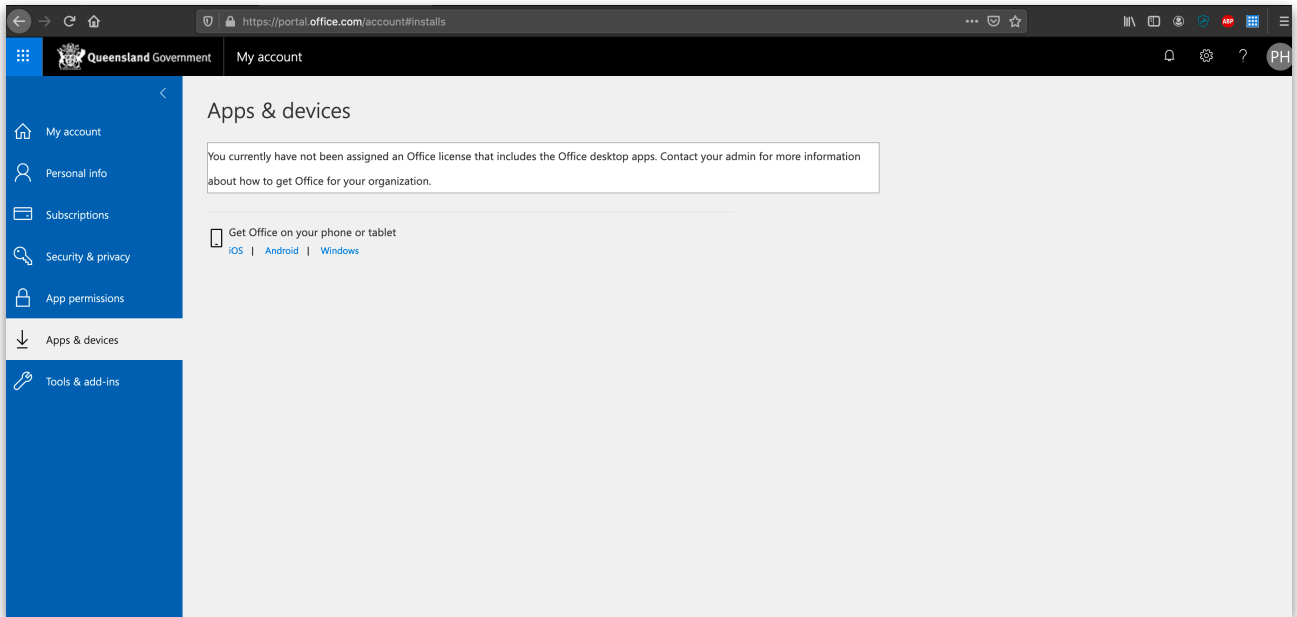 https://portal.office.com/account#installs
ABP
Queensland Government
My account
?
PH
My account
Personal info
Subscriptions
Security & privacy
App permissions
Apps & devices
Tools & add-ins
Apps & devices
You currently have not been assigned an Office license that includes the Office desktop apps. Contact your admin for more information
about how to get Office for your organization.
Get Office on your phone or tablet
iOS | Android | Windows